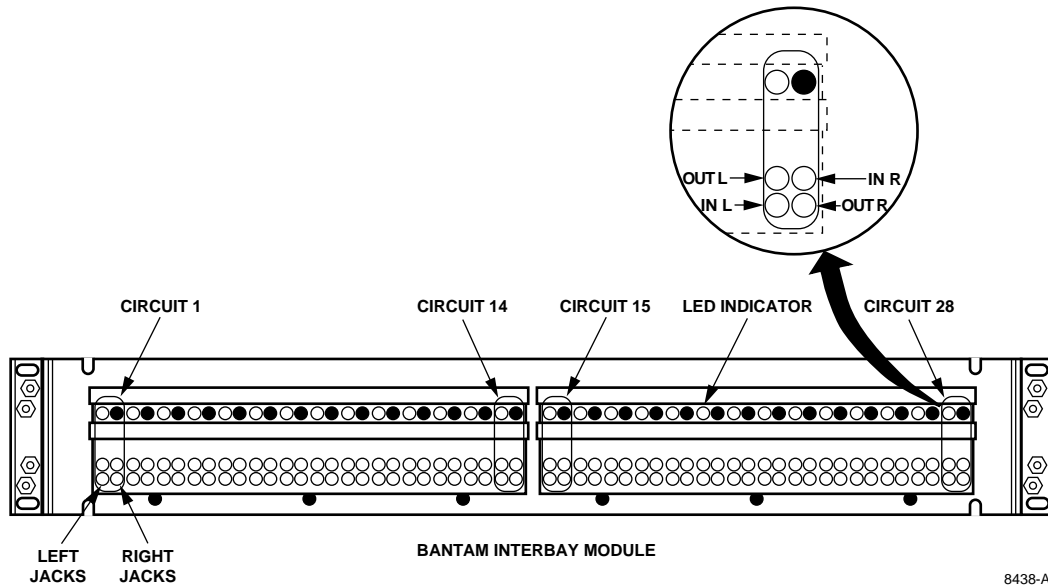 OUT L
IN R
IN L
OUT R
CIRCUIT 1
CIRCUIT 14
CIRCUIT 15
LED INDICATOR
CIRCUIT 28
LEFT
JACKS
RIGHT
JACKS
BANTAM INTERBAY MODULE
8438-A